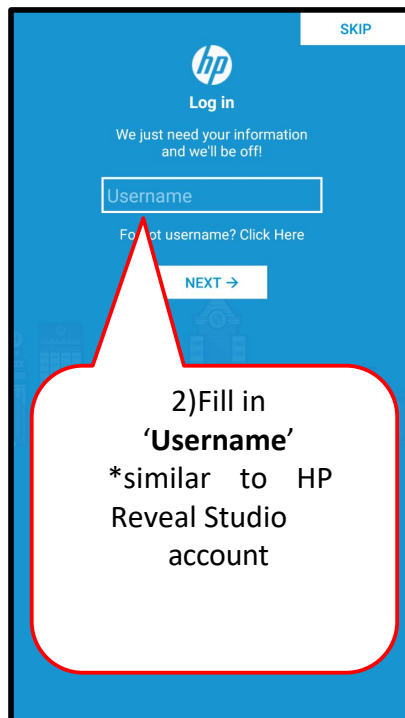 SKIP
hp
Log in
We just need your information
and we'll be off!
Username
Fo ot username? Click Here
NEXT →
2)Fill in
‘Username’
*similar to HP
Reveal Studio
account